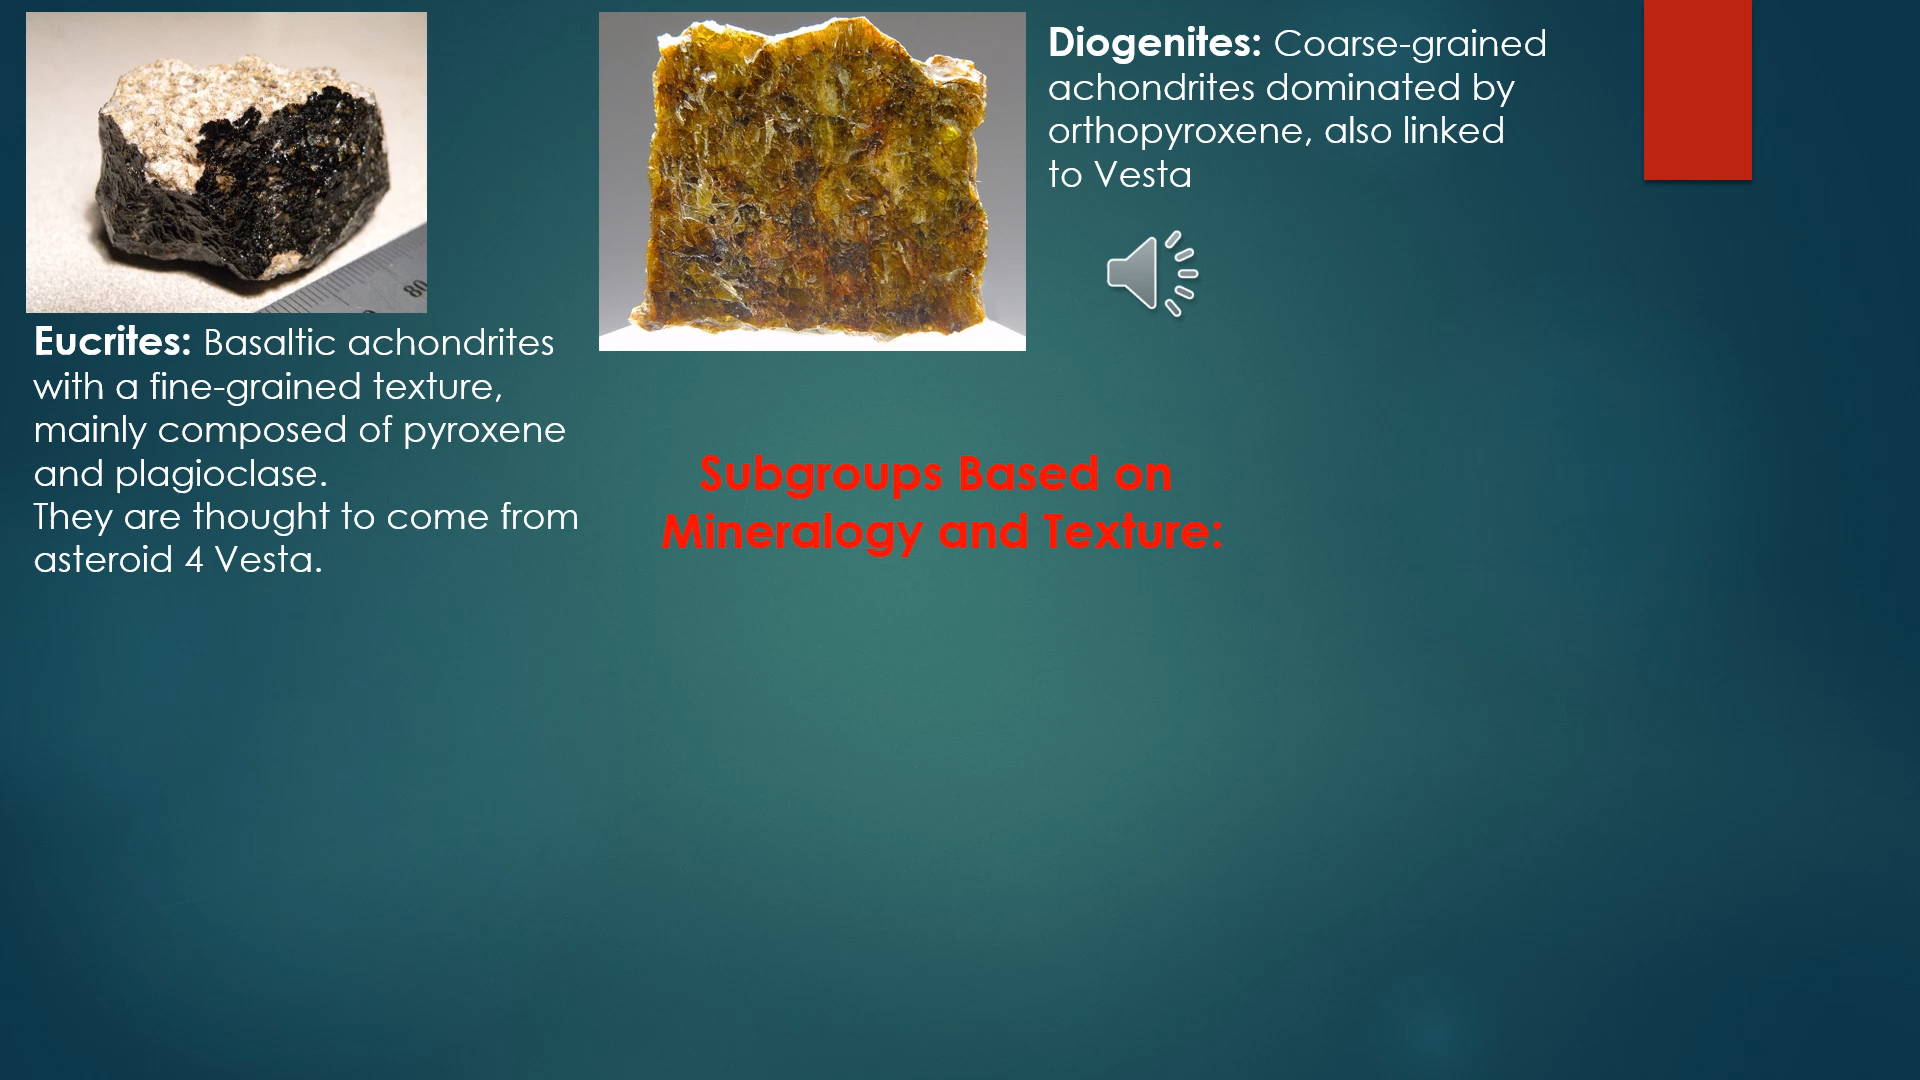 80
Eucrites: Basaltic achondrites
with a fine-grained texture,
mainly composed of pyroxene
and plagioclase.
They are thought to come from
asteroid 4 Vesta.
Diogenites: Coarse-grained
achondrites dominated by
orthopyroxene, also linked
to Vesta
Subgroups Based on
Mineralogy and Texture: